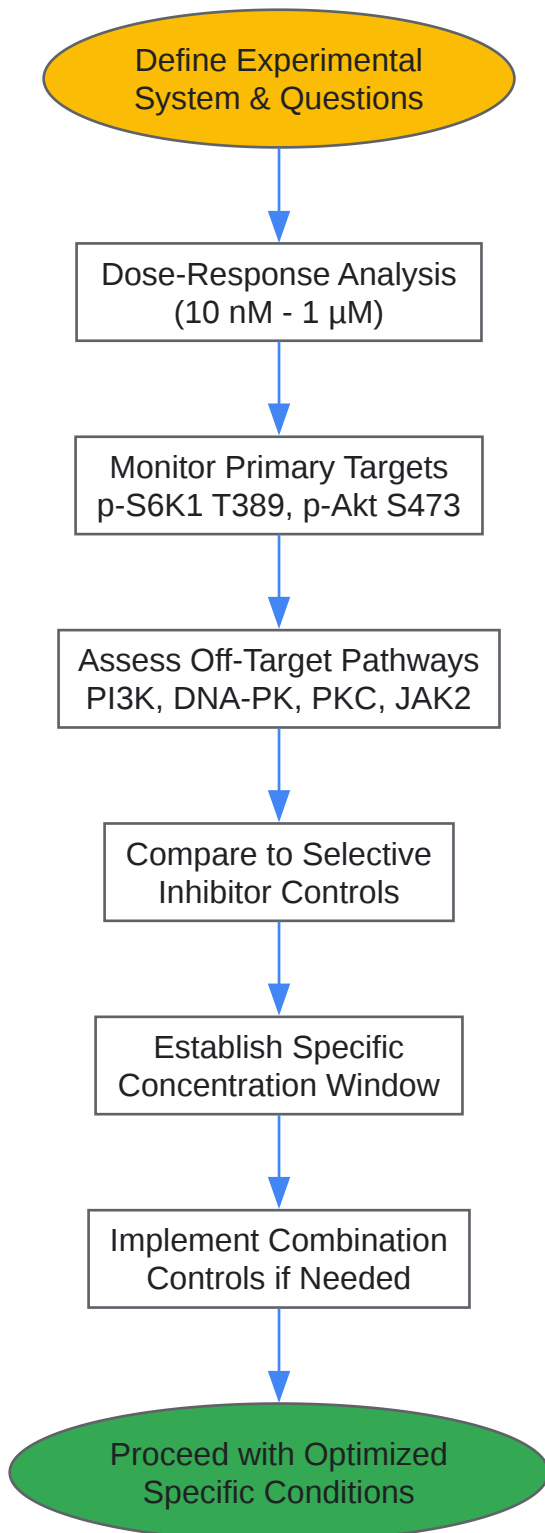 Define Experimental
System & Questions
Dose-Response Analysis
(10 nM - 1 µM)
Monitor Primary Targets
p-S6K1 T389, p-Akt S473
Assess Off-Target Pathways
PI3K, DNA-PK, PKC, JAK2
Compare to Selective
Inhibitor Controls
Establish Specific
Concentration Window
Implement Combination
Controls if Needed
Proceed with Optimized
Specific Conditions